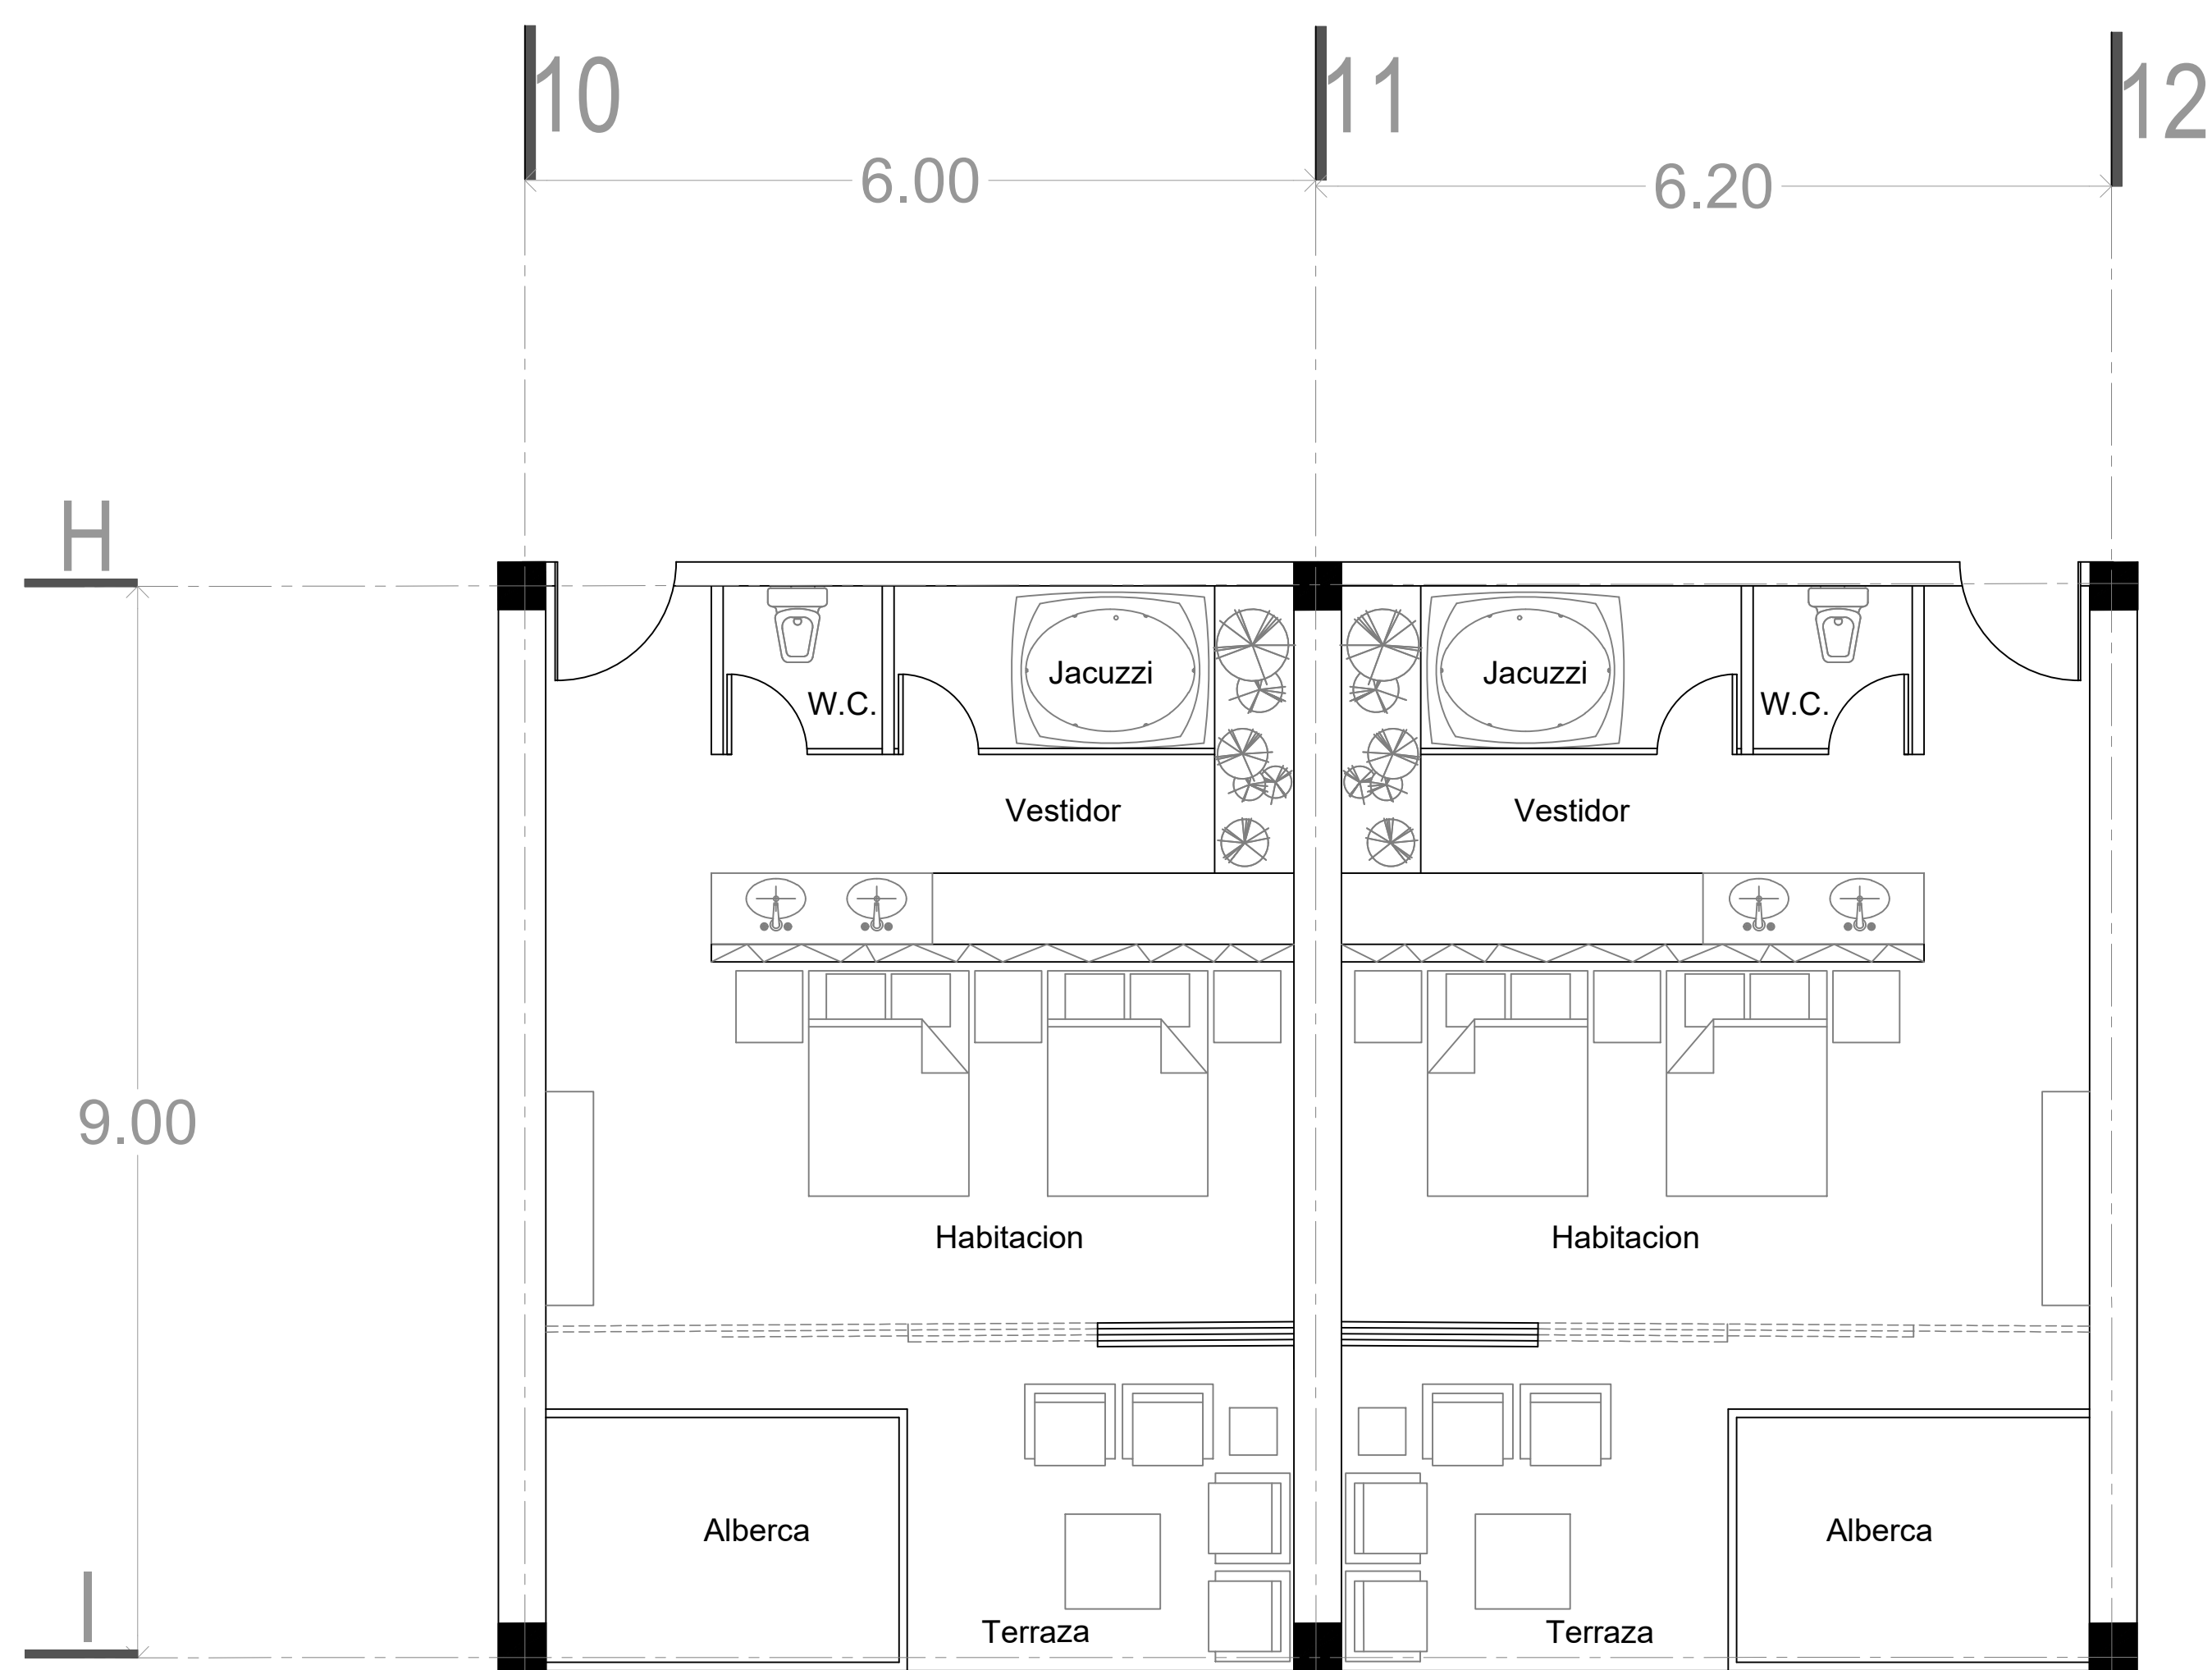 10
11
12
6.00
6.20
H
Jacuzzi
Jacuzzi
W.C.
W.C.
Vestidor
Vestidor
9.00
Habitacion
Habitacion
Alberca
Alberca
I
Terraza
Terraza